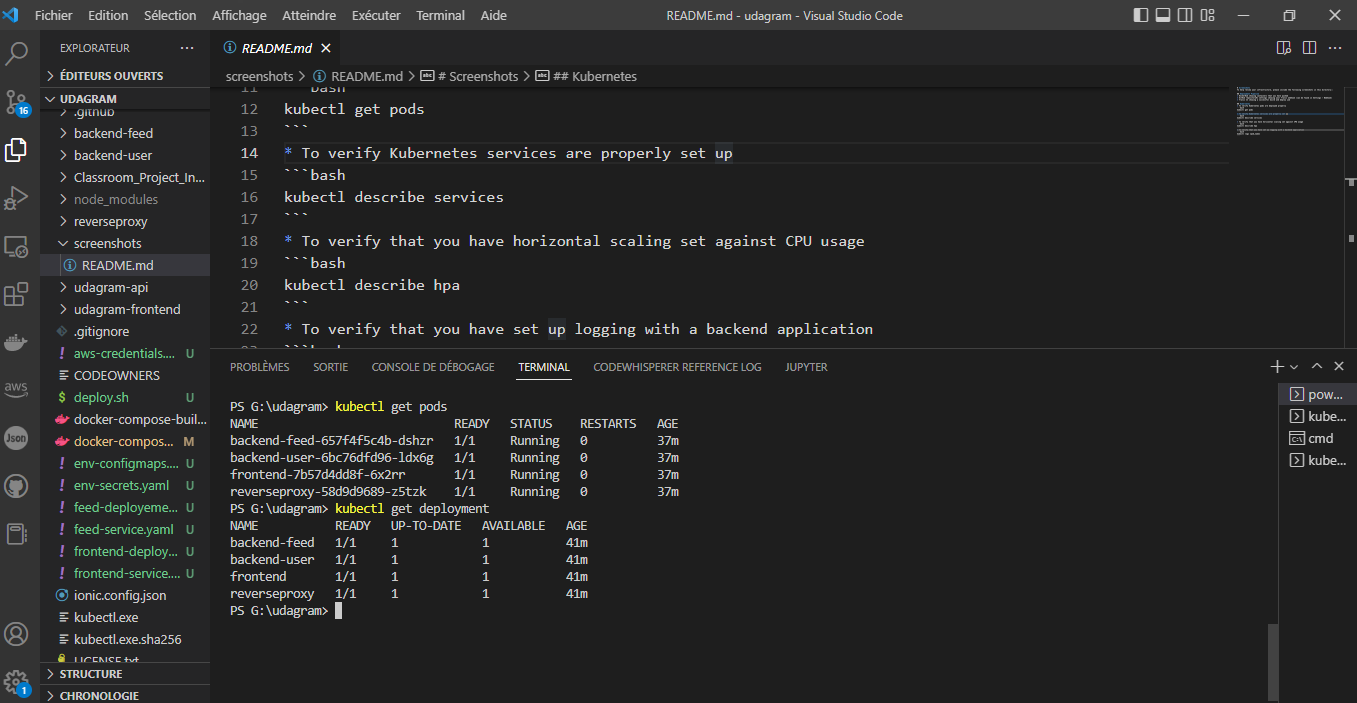 Fichier Edition Sélection Affichage Atteindre Exécuter Terminal Aide README.md - udagram - Visual Studio Code
EXPLORATEUR
ÉDITEURS OUVERTS
UDAGRAM
.github
backend-feed
backend-user
Classroom_Project_In...
node_modules
reverseproxy
screenshots
README.md
udagram-api
udagram-frontend
.gitignore
aws-credentials.... U
CODEOWNERS
deploy.sh U
docker-compose-buil...
docker-compos... M
env-configmaps.... U
env-secrets.yaml U
feed-deployeme... U
feed-service.yaml U
frontend-deploy... U
frontend-service.... U
ionic.config.json
kubectl.exe
kubectl.exe.sha256
LICENSE.txt
STRUCTURE
CHRONOLOGIE
16
aws
Json
1
README.md
screenshots > README.md > # Screenshots > ## Kubernetes
11 ```bash
12 kubectl get pods
13 ```
14 * To verify Kubernetes services are properly set up
15 ```bash
16 kubectl describe services
17 ```
18 * To verify that you have horizontal scaling set against CPU usage
19 ```bash
20 kubectl describe hpa
21 ```
22 * To verify that you have set up logging with a backend application
23 ```bash
PROBLÈMES SORTIE CONSOLE DE DÉBOGAGE TERMINAL CODEWHISPERER REFERENCE LOG JUPYTER
PS G:\udagram> kubectl get pods
NAME READY STATUS RESTARTS AGE
backend-feed-657f4f5c4b-dshzr 1/1 Running 0 37m
backend-user-6bc76dfd96-ldx6g 1/1 Running 0 37m
frontend-7b57d4dd8f-6x2rr 1/1 Running 0 37m
reverseproxy-58d9d9689-z5tzk 1/1 Running 0 37m
PS G:\udagram> kubectl get deployment
NAME READY UP-TO-DATE AVAILABLE AGE
backend-feed 1/1 1 1 41m
backend-user 1/1 1 1 41m
frontend 1/1 1 1 41m
reverseproxy 1/1 1 1 41m
PS G:\udagram>
pow...
kube...
cmd
kube...